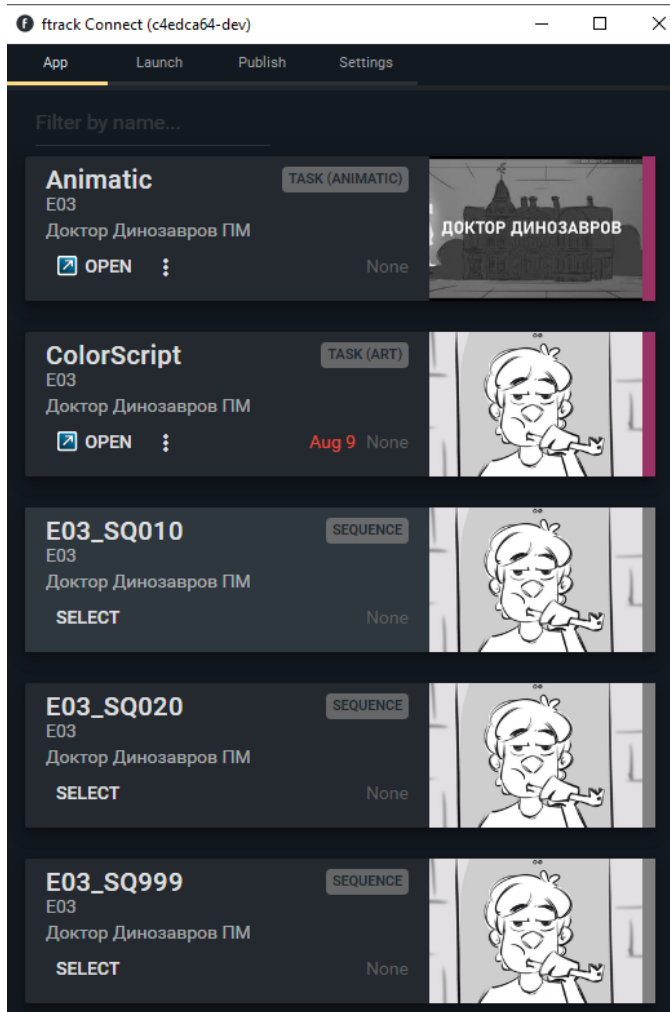 ftrack Connect (c4edca64-dev)
App Launch Publish Settings
Filter by name...
Animatic TASK (ANIMATIC)
E03
Доктор Динозавров ПМ
OPEN None
ДОКТОР ДИНОЗАВРОВ
ColorScript TASK (ART)
E03
Доктор Динозавров ПМ
OPEN Aug 9 None
E03_SQ010 SEQUENCE
E03
Доктор Динозавров ПМ
SELECT None
E03_SQ020 SEQUENCE
E03
Доктор Динозавров ПМ
SELECT None
E03_SQ999 SEQUENCE
E03
Доктор Динозавров ПМ
SELECT None